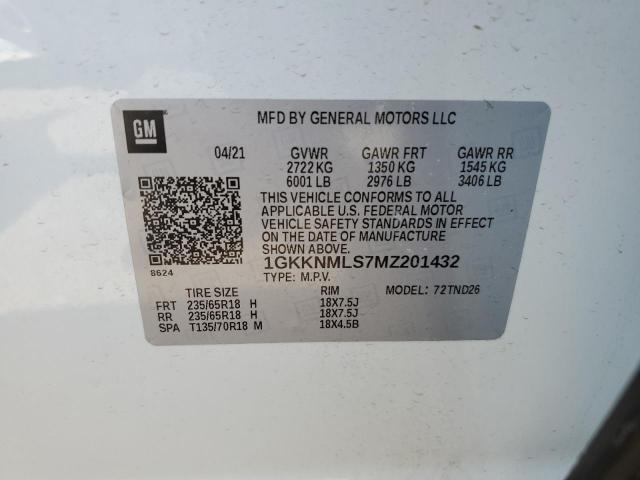 GM
MFD BY GENERAL MOTORS LLC
04/21 GVWR GAWR FRT GAWR RR
2722 KG 1350 KG 1545 KG
6001 LB 2976 LB 3406 LB
THIS VEHICLE CONFORMS TO ALL
APPLICABLE U.S. FEDERAL MOTOR
VEHICLE SAFETY STANDARDS IN EFFECT
ON THE DATE OF MANUFACTURE
SHOWN ABOVE.
8624
1GKKNMLS7MZ201432
TYPE: M.P.V.
TIRE SIZE RIM MODEL: 72TND26
FRT 235/65R18 H 18X7.5J
RR 235/65R18 H 18X7.5J
SPA T135/70R18 M 18X4.5B